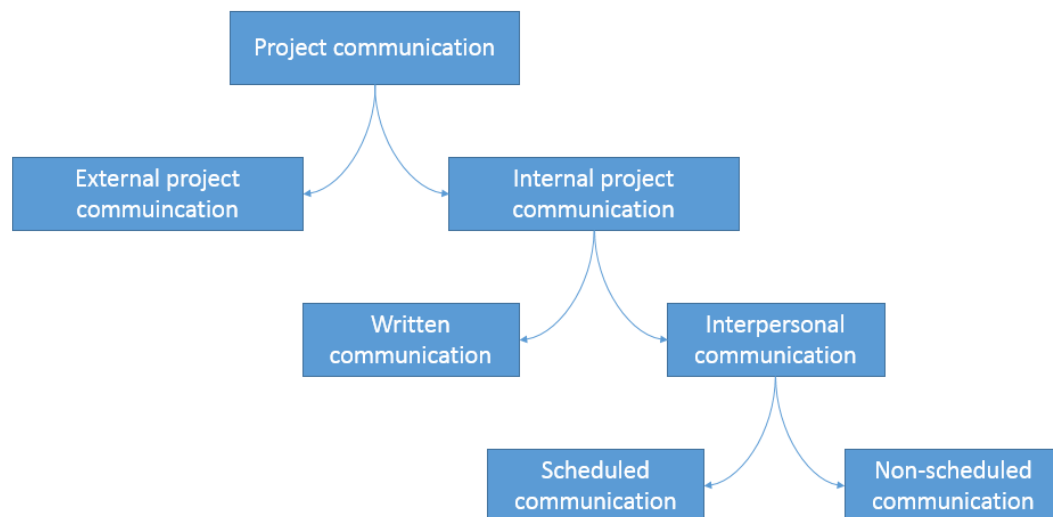 Project communication
External project
commuincation
Internal project
communication
Written
communication
Interpersonal
communication
Scheduled
communication
Non-scheduled
communication